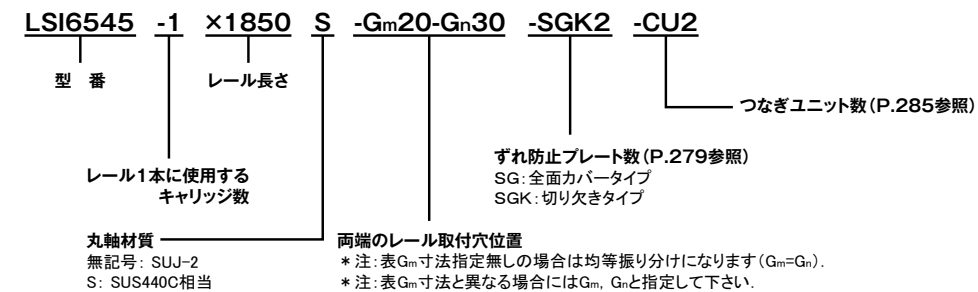 LSI6545 -1 ×1850 S -Gm20-Gn30 -SGK2 -CU2
型 番
レール長さ
つなぎユニット数(P.285参照)
ずれ防止プレート数(P.279参照)
SG:全面カバータイプ
SGK:切り欠きタイプ
レール1本に使用する
キャリッジ数
丸軸材質
無記号: SUJ-2
S: SUS440C相当
両端のレール取付穴位置
*注:表Gm寸法指定無しの場合は均等振り分けになります(Gm=Gn).
*注:表Gm寸法と異なる場合にはGm, Gnと指定して下さい.